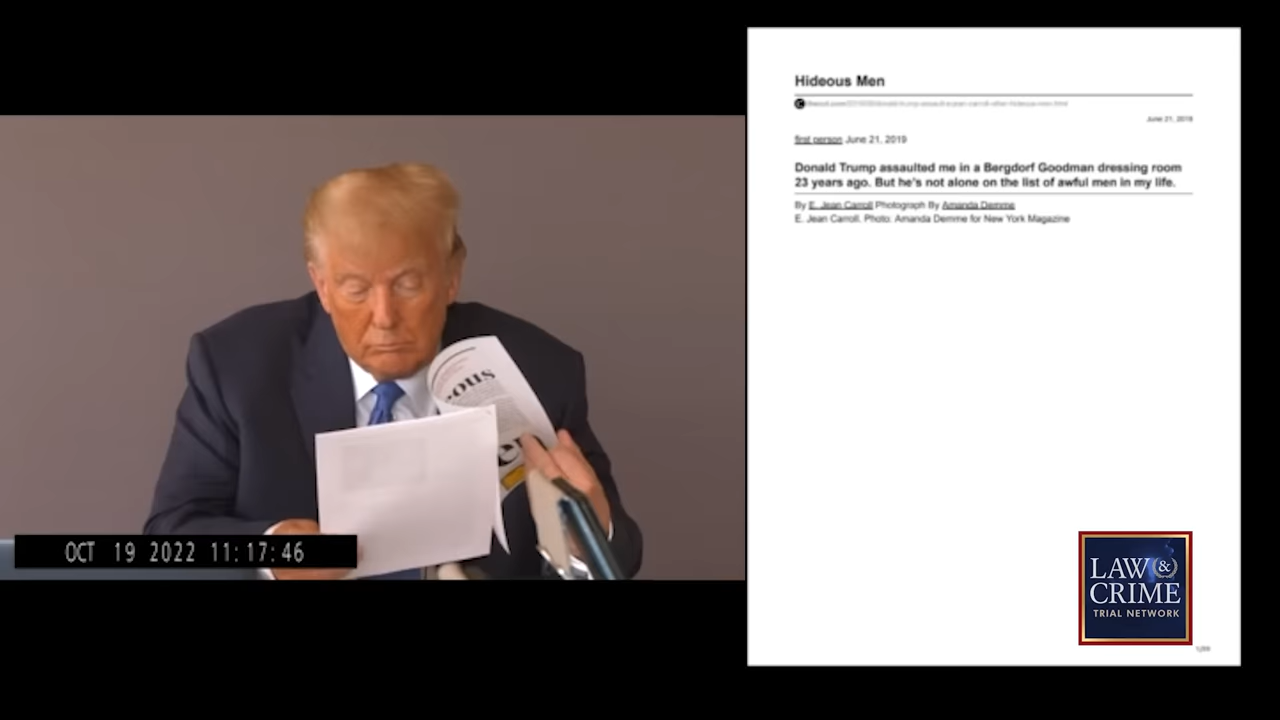 ous
OCT 19 2022 11:17:46
Hideous Men
June 21, 2019
first person June 21, 2019
Donald Trump assaulted me in a Bergdorf Goodman dressing room
23 years ago. But he's not alone on the list of awful men in my life.
By E. Jean Carroll Photograph By Amanda Demme
E. Jean Carroll. Photo: Amanda Demme for New York Magazine
LAW &
CRIME
TRIAL NETWORK